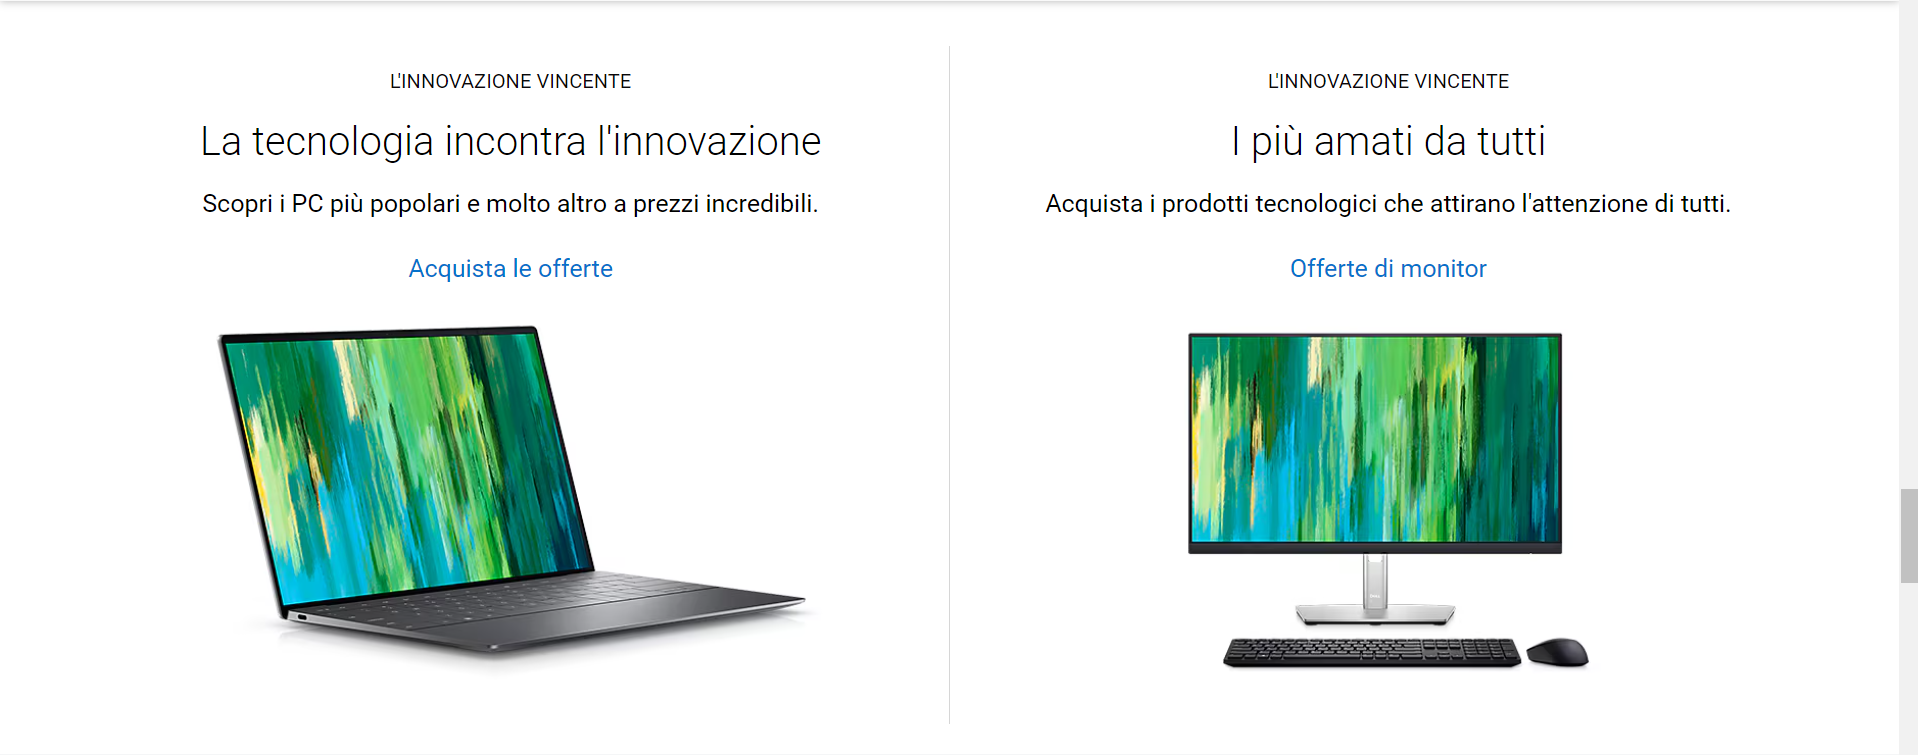 L'INNOVAZIONE VINCENTE
La tecnologia incontra l'innovazione
Scopri i PC più popolari e molto altro a prezzi incredibili.
Acquista le offerte
L'INNOVAZIONE VINCENTE
I più amati da tutti
Acquista i prodotti tecnologici che attirano l'attenzione di tutti.
Offerte di monitor